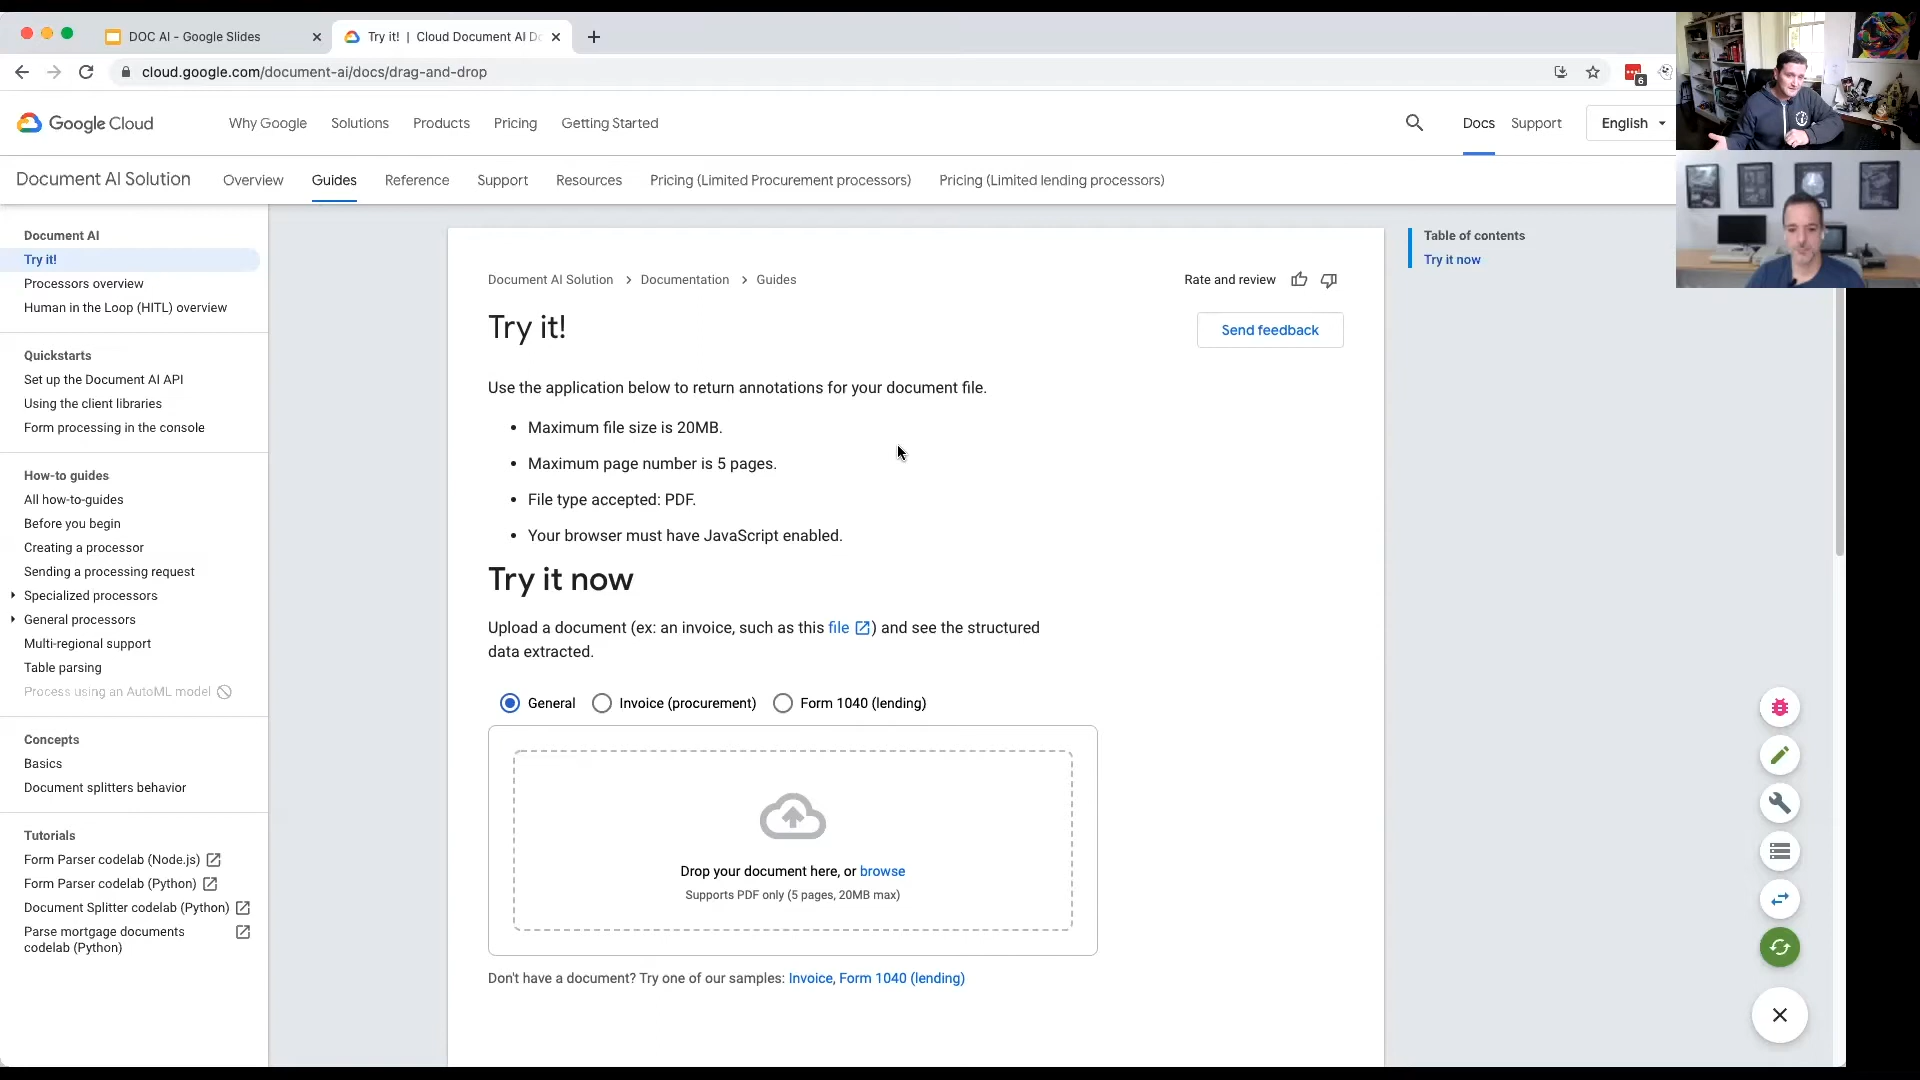 DOC AI - Google Slides
Try it! | Cloud Document AI Do
cloud.google.com/document-ai/docs/drag-and-drop
6
Google Cloud
Why Google
Solutions
Products
Pricing
Getting Started
Docs
Support
English
Document AI Solution
Overview
Guides
Reference
Support
Resources
Pricing (Limited Procurement processors)
Pricing (Limited lending processors)
Document AI
Try it!
Processors overview
Human in the Loop (HITL) overview
Quickstarts
Set up the Document AI API
Using the client libraries
Form processing in the console
How-to guides
All how-to-guides
Before you begin
Creating a processor
Sending a processing request
Specialized processors
General processors
Multi-regional support
Table parsing
Process using an AutoML model
Concepts
Basics
Document splitters behavior
Tutorials
Form Parser codelab (Node.js)
Form Parser codelab (Python)
Document Splitter codelab (Python)
Parse mortgage documents
codelab (Python)
Document AI Solution > Documentation > Guides
Rate and review
Try it!
Send feedback
Use the application below to return annotations for your document file.
• Maximum file size is 20MB.
• Maximum page number is 5 pages.
• File type accepted: PDF.
• Your browser must have JavaScript enabled.
Try it now
Upload a document (ex: an invoice, such as this file) and see the structured
data extracted.
General
Invoice (procurement)
Form 1040 (lending)
Drop your document here, or browse
Supports PDF only (5 pages, 20MB max)
Don't have a document? Try one of our samples: Invoice, Form 1040 (lending)
Table of contents
Try it now